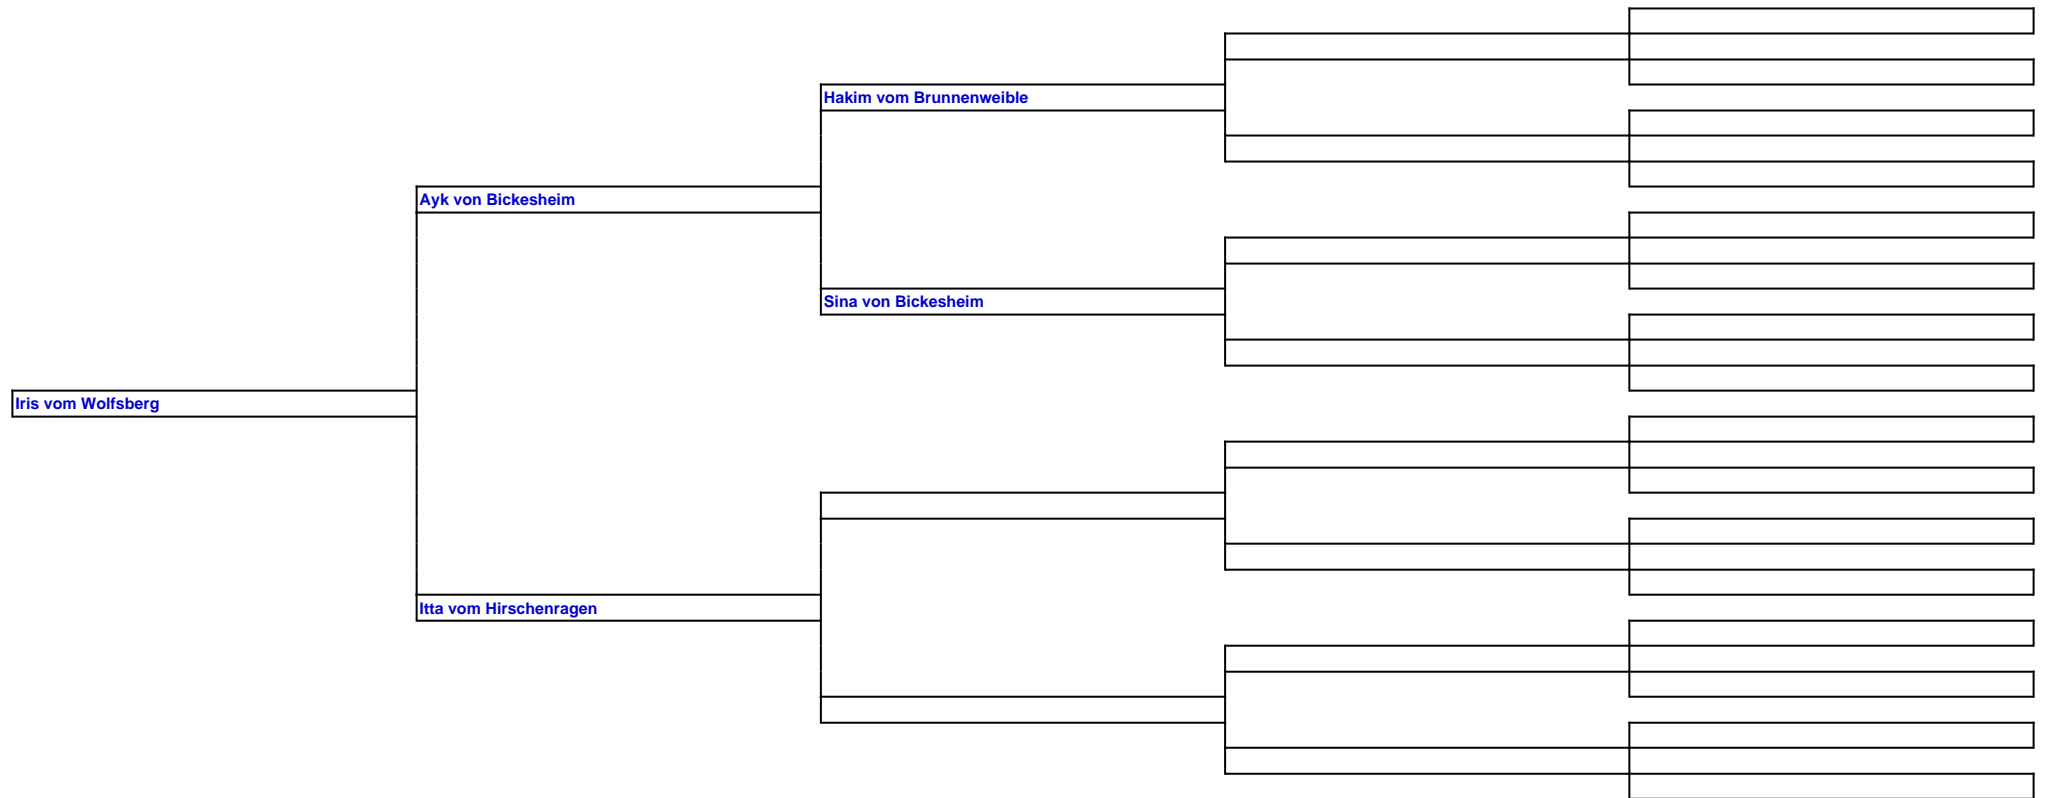 Hakim vom Brunnenweible
Ayk von Bickesheim
Sina von Bickesheim
Iris vom Wolfsberg
Itta vom Hirschenragen